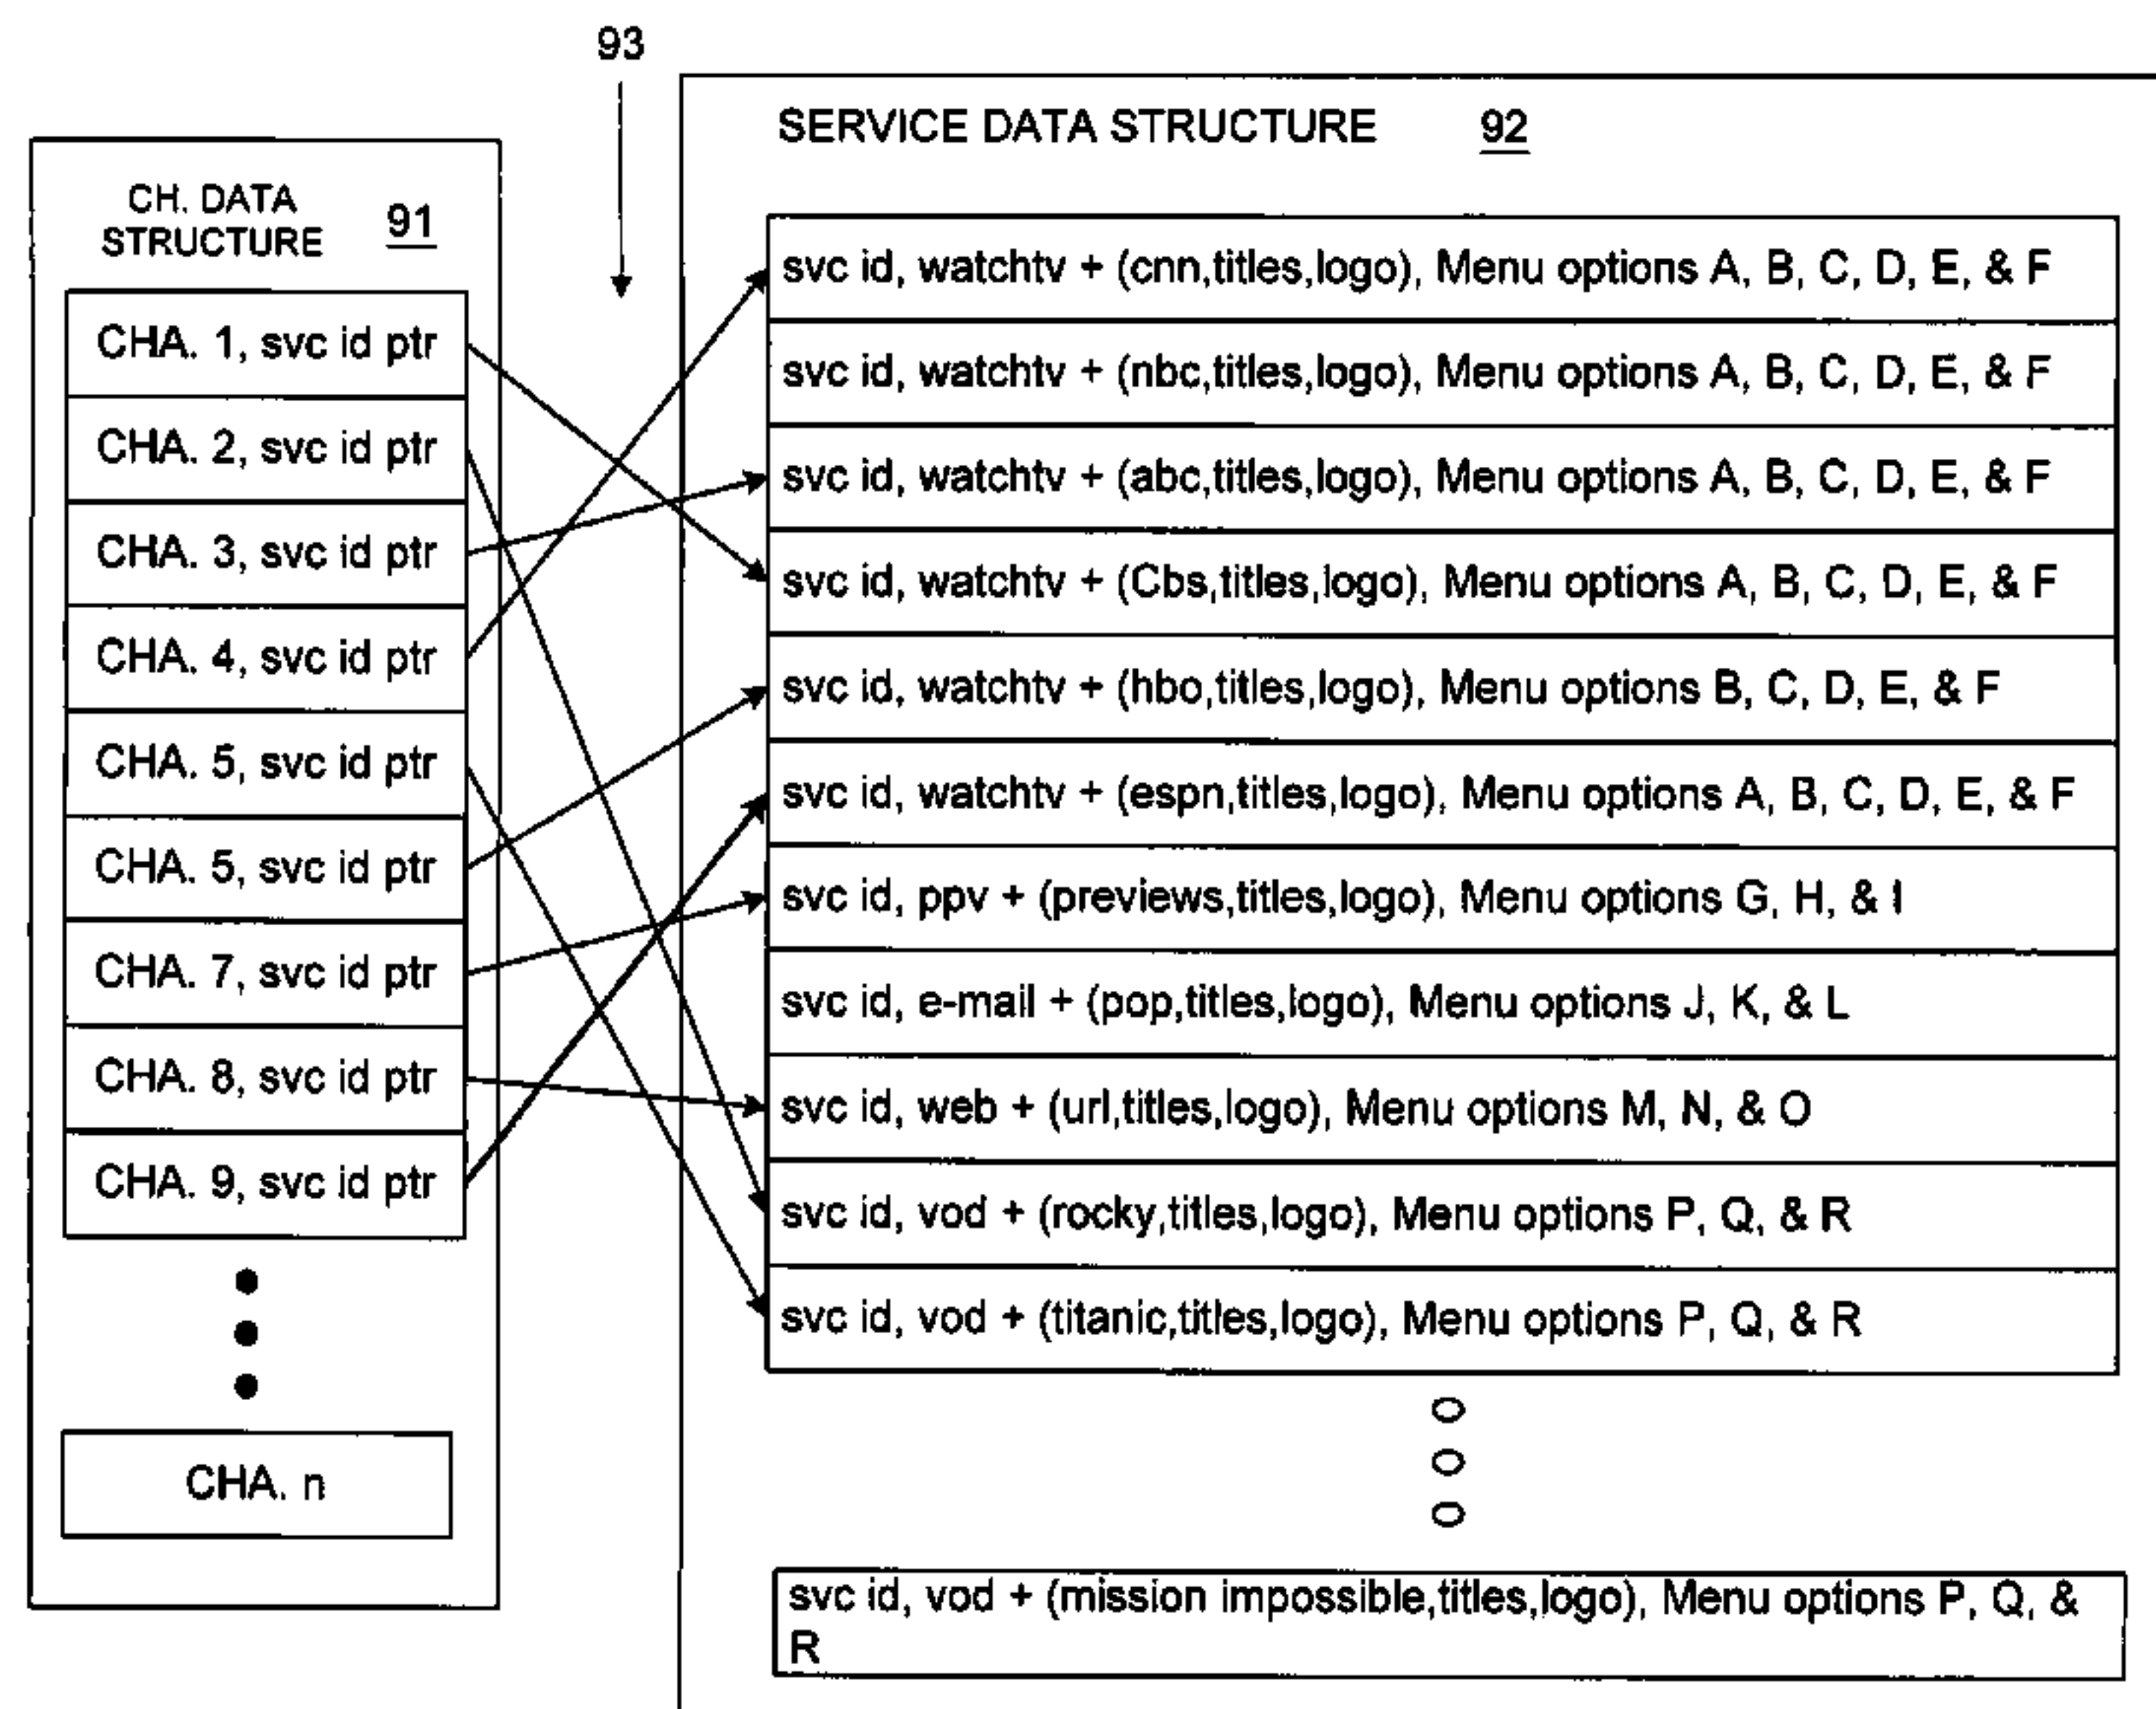 93
CH. DATA
STRUCTURE 91
CHA. 1, svc id ptr
CHA. 2, svc id ptr
CHA. 3, svc id ptr
CHA. 4, svc id ptr
CHA. 5, svc id ptr
CHA. 5, svc id ptr
CHA. 7, svc id ptr
CHA. 8, svc id ptr
CHA. 9, svc id ptr
CHA. n
SERVICE DATA STRUCTURE 92
svc id, watchtv + (cnn,titles,logo), Menu options A, B, C, D, E, & F
svc id, watchtv + (nbc,titles,logo), Menu options A, B, C, D, E, & F
svc id, watchtv + (abc,titles,logo), Menu options A, B, C, D, E, & F
svc id, watchtv + (Cbs,titles,logo), Menu options A, B, C, D, E, & F
svc id, watchtv + (hbo,titles,logo), Menu options B, C, D, E, & F
svc id, watchtv + (espn,titles,logo), Menu options A, B, C, D, E, & F
svc id, ppv + (previews,titles,logo), Menu options G, H, & I
svc id, e-mail + (pop,titles,logo), Menu options J, K, & L
svc id, web + (url,titles,logo), Menu options M, N, & O
svc id, vod + (rocky,titles,logo), Menu options P, Q, & R
svc id, vod + (titanic,titles,logo), Menu options P, Q, & R
svc id, vod + (mission impossible,titles,logo), Menu options P, Q, &
R